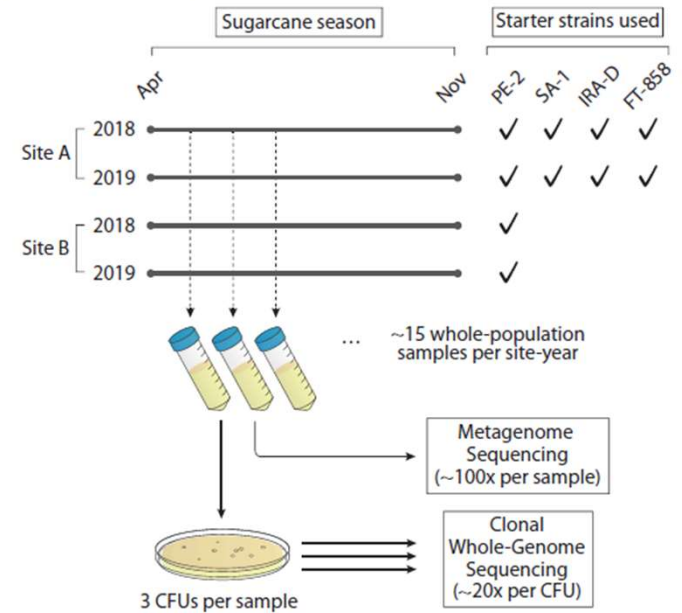 Sugarcane season
Starter strains used
Apr
Nov
PE-2
SA-1
IRA-D
FT-858
Site A
2018
2019
Site B
2018
2019
... ~15 whole-population
samples per site-year
Metagenome
Sequencing
(~100x per sample)
Clonal
Whole-Genome
Sequencing
(~20x per CFU)
3 CFUs per sample